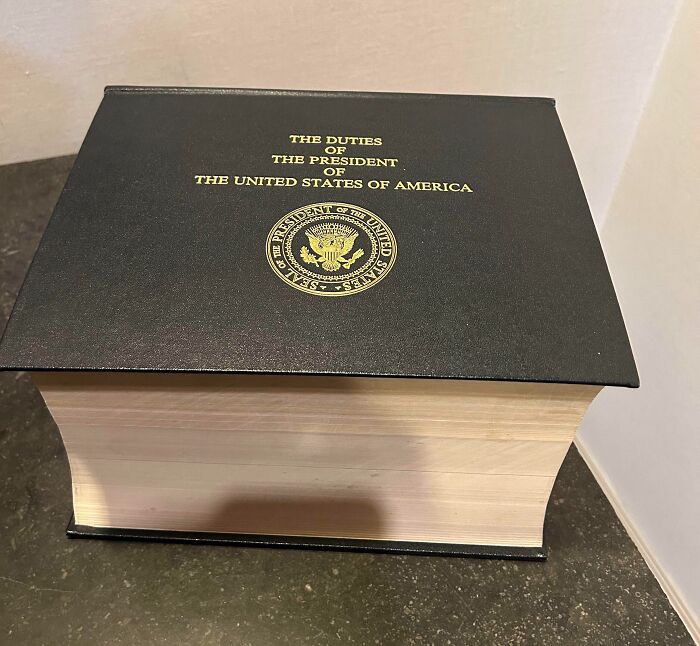 THE DUTIES
OF
THE PRESIDENT
OF
THE UNITED STATES OF AMERICA
SEAL OF THE PRESIDENT OF THE UNITED STATES